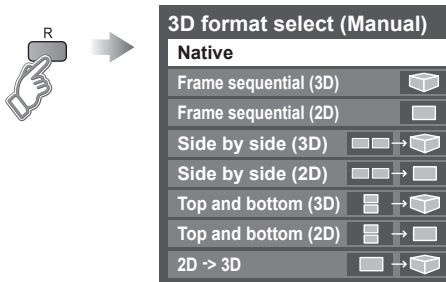 R
3D format select (Manual)
Native
Frame sequential (3D)
Frame sequential (2D)
Side by side (3D)
Side by side (2D)
Top and bottom (3D)
Top and bottom (2D)
2D -> 3D